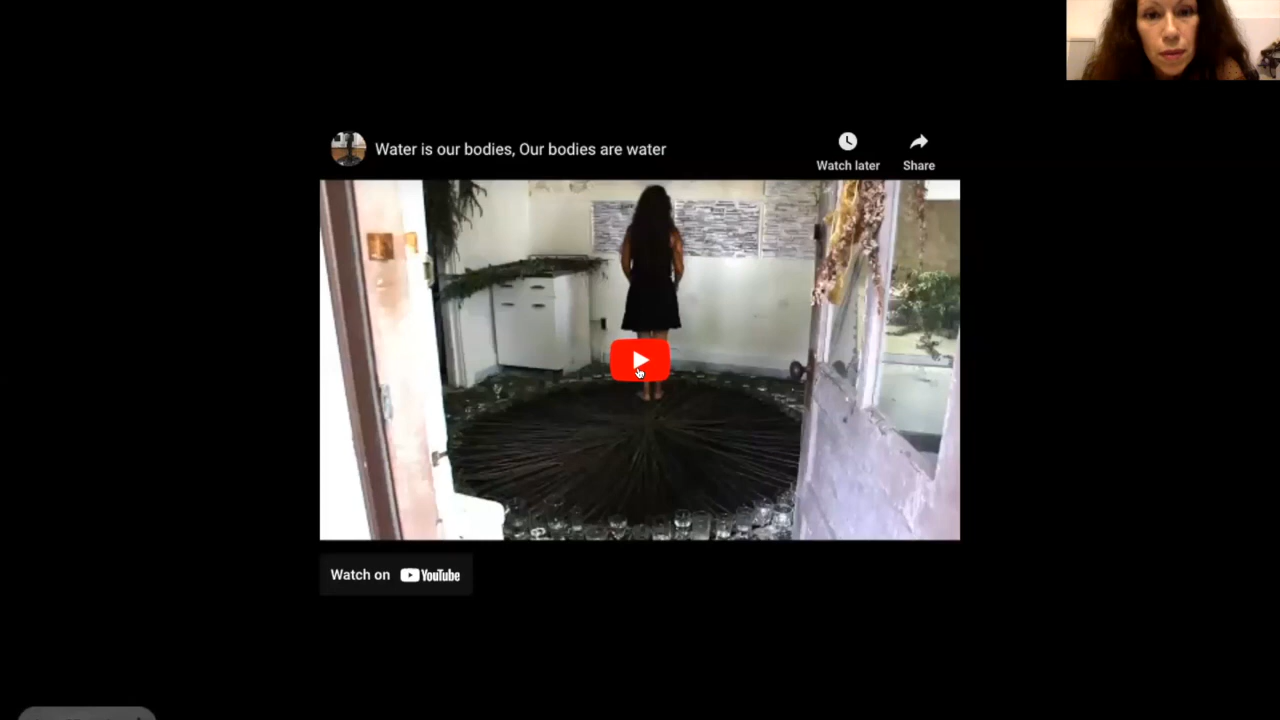 Water is our bodies, Our bodies are water
Watch later
Share
Watch on YouTube